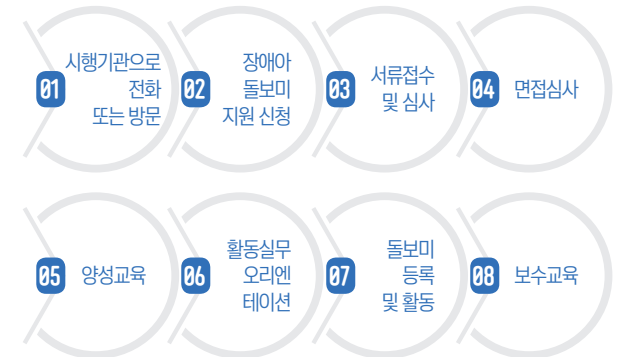 01
시행기관으로
전화
또는 방문
02
장애아
돌보미
지원 신청
03
서류접수
및 심사
04
면접심사
05
양성교육
06
활동실무
오리엔
테이션
07
돌보미
등록
및 활동
08
보수교육